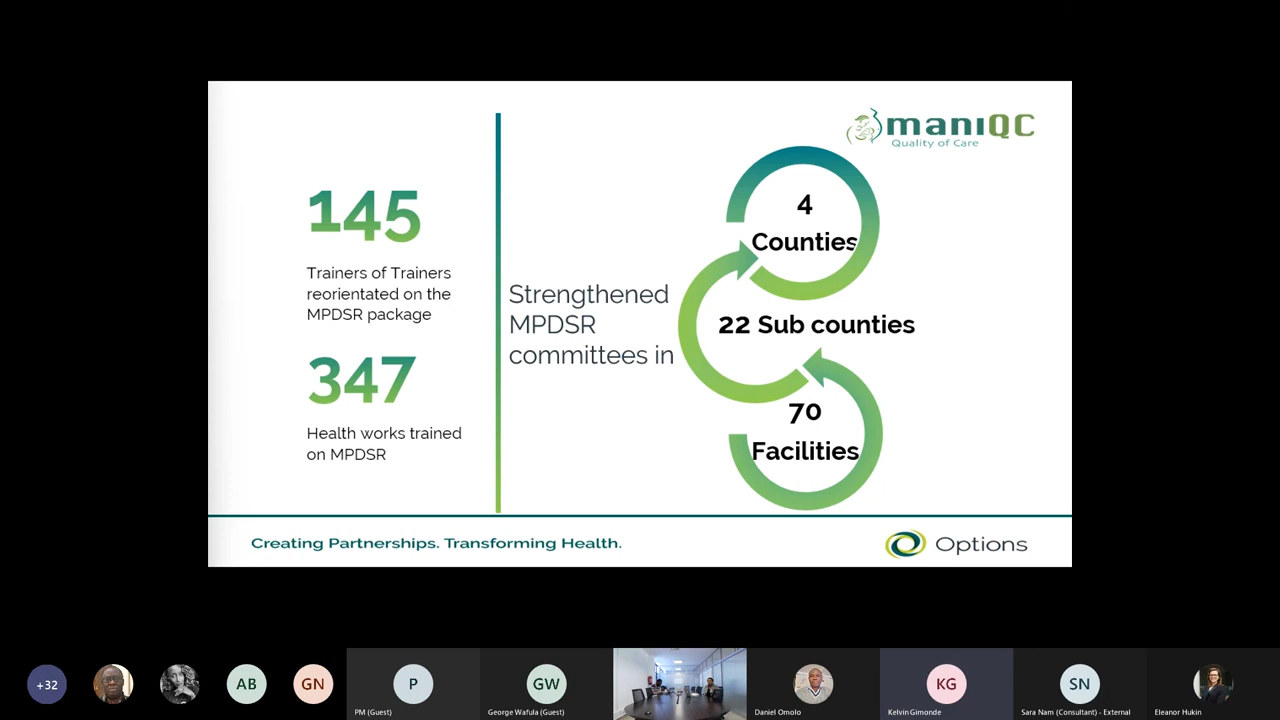 maniQC
Quality of Care
145
Trainers of Trainers
reorientated on the
MPDSR package
347
Health works trained
on MPDSR
Strengthened
MPDSR
committees in
4
Counties
22 Sub counties
70
Facilities
Creating Partnerships. Transforming Health.
Options
+32
AB
GN
P
PM (Guest)
GW
George Wafula (Guest)
Daniel Omolo
KG
Kelvin Gimonde
SN
Sara Nam (Consultant) - External
Eleanor Hukin